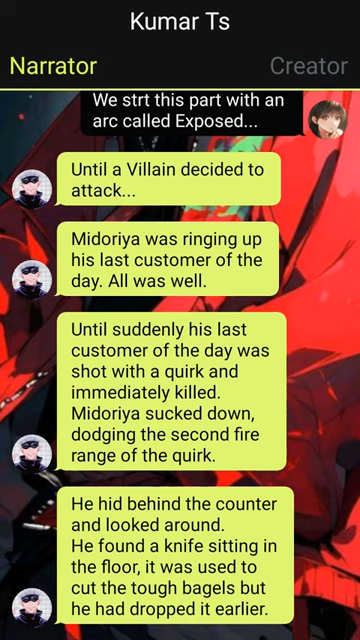 Kumar Ts
Narrator
Creator
We strt this part with an
arc called Exposed...
Until a Villain decided to
attack...
Midoriya was ringing up
his last customer of the
day. All was well.
Until suddenly his last
customer of the day was
shot with a quirk and
immediately killed.
Midoriya sucked down,
dodging the second fire
range of the quirk.
He hid behind the counter
and looked around.
He found a knife sitting in
the floor, it was used to
cut the tough bagels but
he had dropped it earlier.